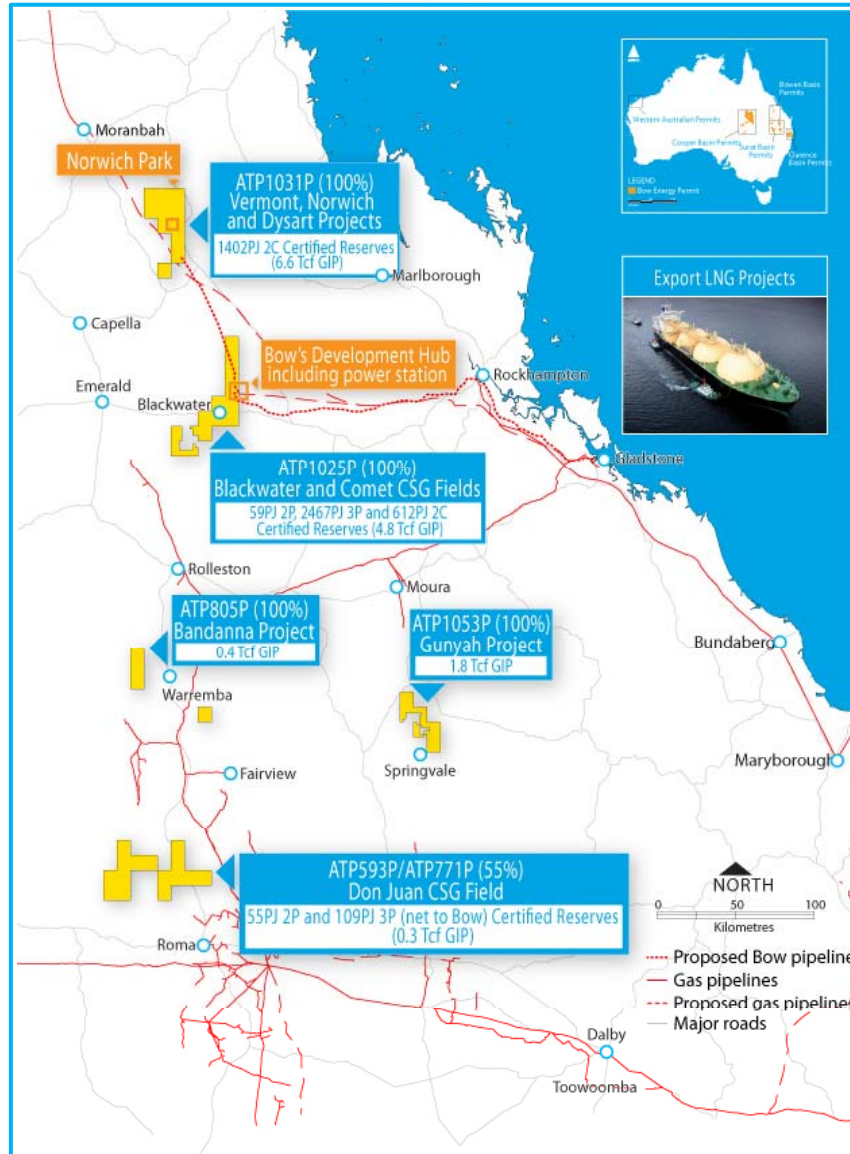 Moranbah
Norwich Park
ATP1031P (100%)
Vermont, Norwich
and Dysart Projects
1402PJ 2C Certified Reserves
(6.6 Tcf GIP)
Marlborough
Capella
Bow's Development Hub
including power station
Rockhampton
Emerald
Blackwater
Gladstone
ATP1025P (100%)
Blackwater and Comet CSG Fields
59PJ 2P, 2467PJ 3P and 612PJ 2C
Certified Reserves (4.8 Tcf GIP)
Rolleston
Moura
ATP805P (100%)
Bandanna Project
0.4 Tcf GIP
ATP1053P (100%)
Gunyah Project
1.8 Tcf GIP
Bundaberg
Warremba
Springvale
Fairview
Maryborough
ATP593P/ATP771P (55%)
Don Juan CSG Field
55PJ 2P and 109PJ 3P (net to Bow) Certified Reserves
(0.3 Tcf GIP)
Roma
Dalby
Toowoomba
Bowen Basin
Permits
Western Australian Permits
Cooper Basin Permits
Surat Basin
Permits
Clarence Basin Permits
LEGEND
Bow Energy Permit
Export LNG Projects
NORTH
0 50 100
Kilometres
Proposed Bow pipeline
Gas pipelines
Proposed gas pipelines
Major roads